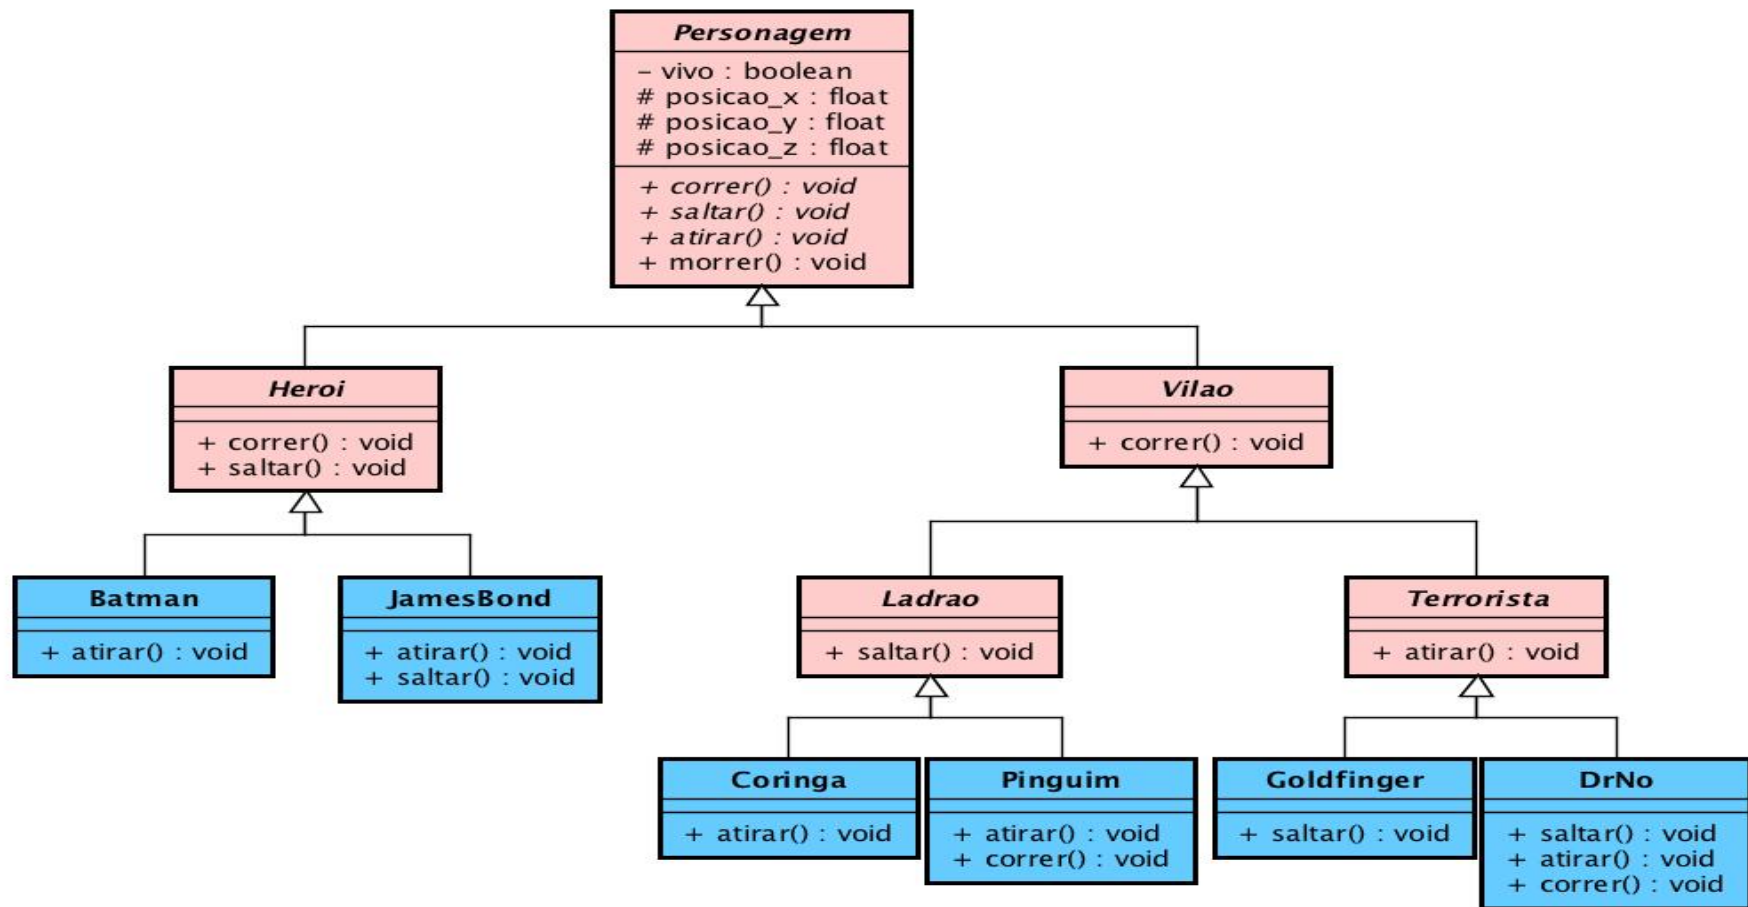 Personagem
– vivo : boolean
# posicao_x : float
# posicao_y : float
# posicao_z : float
+ correr() : void
+ saltar() : void
+ atirar() : void
+ morrer() : void
Heroi
+ correr() : void
+ saltar() : void
Vilao
+ correr() : void
Batman
+ atirar() : void
JamesBond
+ atirar() : void
+ saltar() : void
Ladrao
+ saltar() : void
Terrorista
+ atirar() : void
Coringa
+ atirar() : void
Pinguim
+ atirar() : void
+ correr() : void
Goldfinger
+ saltar() : void
DrNo
+ saltar() : void
+ atirar() : void
+ correr() : void